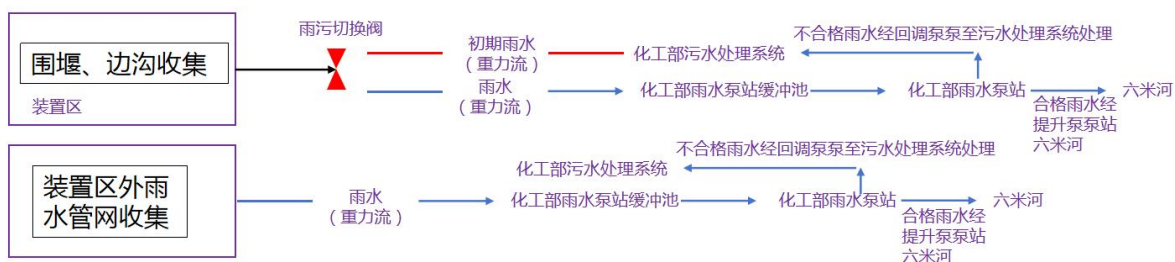 雨污切换阀
围堰、边沟收集
装置区
初期雨水
（重力流）
化工部污水处理系统
不合格雨水经回调泵泵至污水处理系统处理
雨水
（重力流）
化工部雨水泵站缓冲池
化工部雨水泵站
合格雨水经
提升泵泵站
六米河
六米河
装置区外雨
水管网收集
雨水
（重力流）
化工部污水处理系统
不合格雨水经回调泵泵至污水处理系统处理
化工部雨水泵站缓冲池
化工部雨水泵站
合格雨水经
提升泵泵站
六米河
六米河